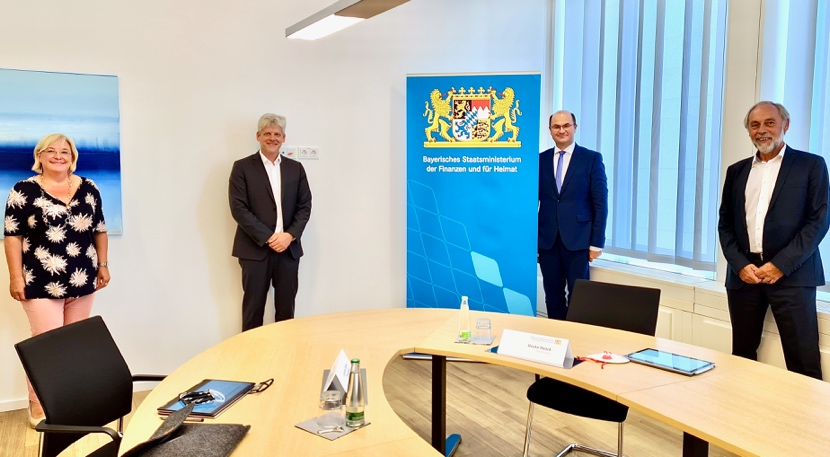 Bayerisches Staatsministerium
der Finanzen und für Heimat